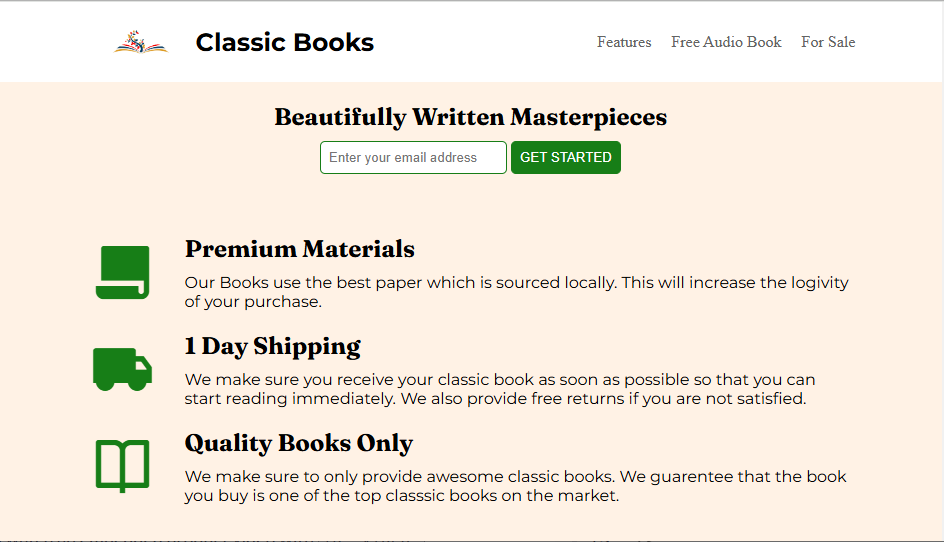 Classic Books
Features Free Audio Book For Sale
Beautifully Written Masterpieces
Enter your email address GET STARTED
Premium Materials
Our Books use the best paper which is sourced locally. This will increase the logivity
of your purchase.
1 Day Shipping
We make sure you receive your classic book as soon as possible so that you can
start reading immediately. We also provide free returns if you are not satisfied.
Quality Books Only
We make sure to only provide awesome classic books. We guarentee that the book
you buy is one of the top classsic books on the market.